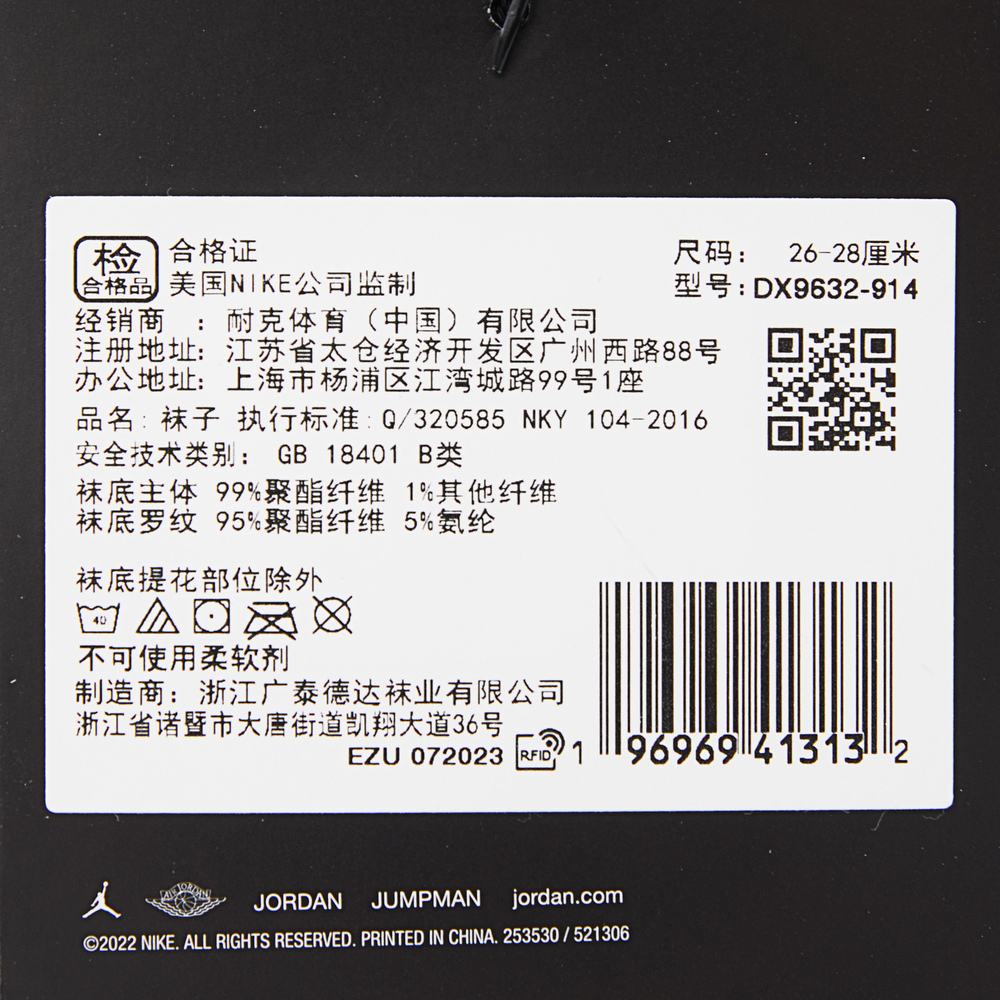 检
合格品
合格证
美国NIKE公司监制
尺码： 26-28厘米
型号：DX9632-914
经销商 ：耐克体育（中国）有限公司
注册地址：江苏省太仓经济开发区广州西路88号
办公地址：上海市杨浦区江湾城路99号1座
品名：袜子 执行标准：Q/320585 NKY 104-2016
安全技术类别： GB 18401 B类
袜底主体 99%聚酯纤维 1%其他纤维
袜底罗纹 95%聚酯纤维 5%氨纶
袜底提花部位除外
40
不可使用柔软剂
制造商：浙江广泰德达袜业有限公司
浙江省诸暨市大唐街道凯翔大道36号
EZU 072023 RFID
1 96969 41313 2
AIR JORDAN JORDAN JUMPMAN jordan.com
©2022 NIKE. ALL RIGHTS RESERVED. PRINTED IN CHINA. 253530 / 521306